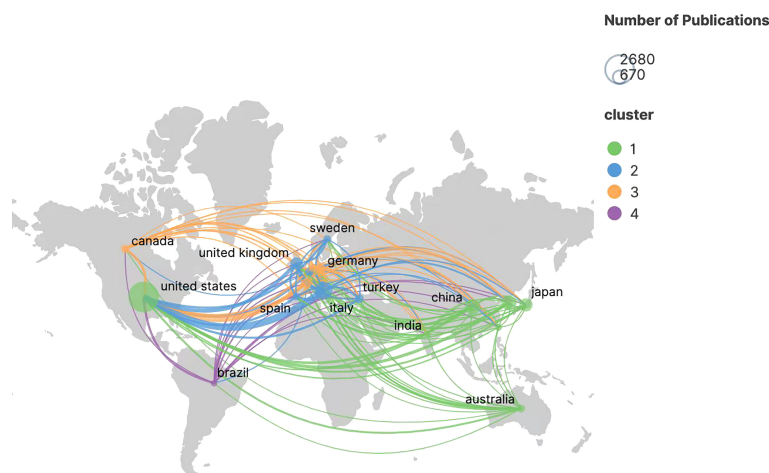 Number of Publications
2680
670
cluster
1
2
3
4
sweden
canada
united kingdom
germany
united states
turkey
china
japan
spain
italy
india
brazil
australia